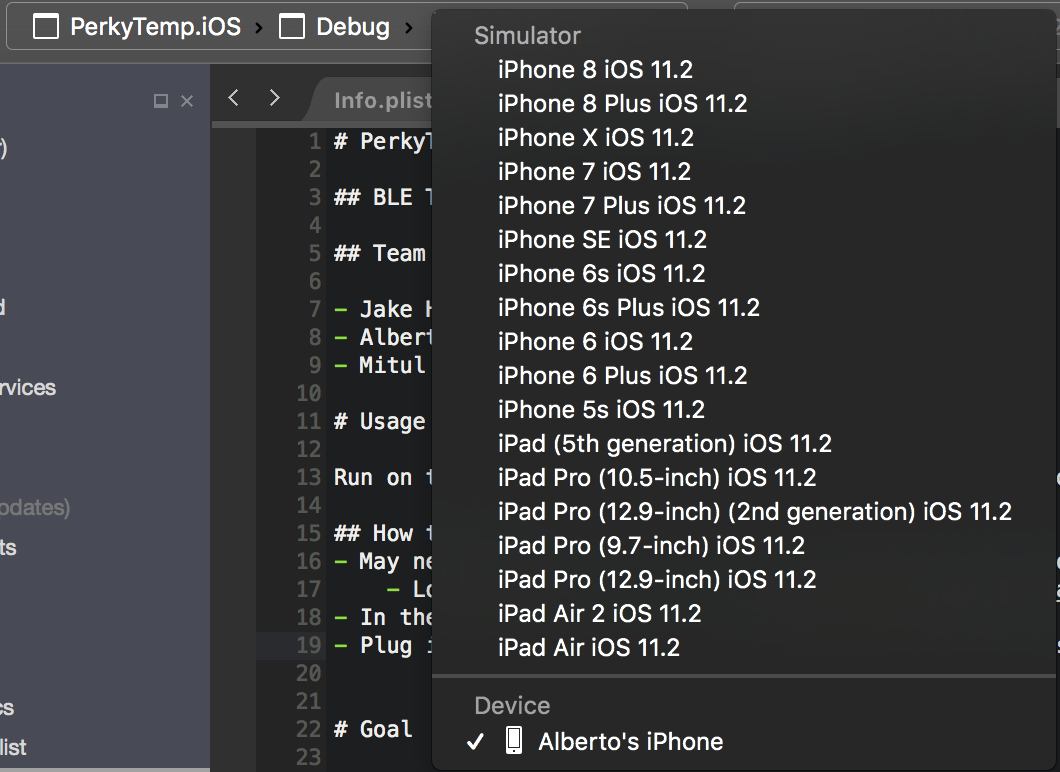 PerkyTemp.iOS › Debug ›
Simulator
iPhone 8 iOS 11.2
iPhone 8 Plus iOS 11.2
iPhone X iOS 11.2
iPhone 7 iOS 11.2
iPhone 7 Plus iOS 11.2
iPhone SE iOS 11.2
iPhone 6s iOS 11.2
iPhone 6s Plus iOS 11.2
iPhone 6 iOS 11.2
iPhone 6 Plus iOS 11.2
iPhone 5s iOS 11.2
iPad (5th generation) iOS 11.2
iPad Pro (10.5-inch) iOS 11.2
iPad Pro (12.9-inch) (2nd generation) iOS 11.2
iPad Pro (9.7-inch) iOS 11.2
iPad Pro (12.9-inch) iOS 11.2
iPad Air 2 iOS 11.2
iPad Air iOS 11.2
Device
✓ Alberto's iPhone
Info.plist
1 # Perky
2
3 ## BLE
4
5 ## Team
6
7 - Jake
8 - Albert
9 - Mitul
10
11 # Usage
12
13 Run on
14
15 ## How
16 - May ne
17 - Lo
18 - In the
19 - Plug
20
21
22 # Goal
23
r)
d
rvices
pdates)
ts
cs
list